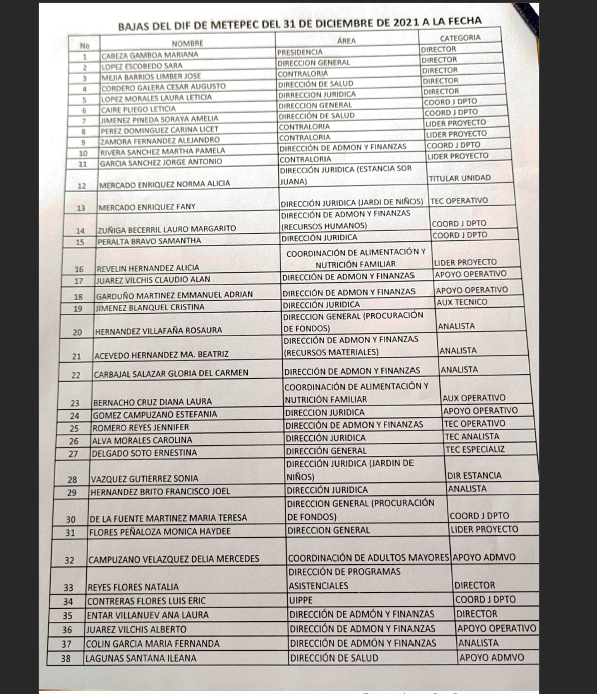 BAJAS DEL DIF DE METEPEC DEL 31 DE DICIEMBRE DE 2021 A LA FECHA
No NOMBRE ÁREA CATEGORIA
1 CABEZA GAMBOA MARIANA PRESIDENCIA DIRECTOR
2 LOPEZ ESCOBEDO SARA DIRECCION GENERAL DIRECTOR
3 MEJIA BARRIOS LIMBER JOSE CONTRALORIA DIRECTOR
4 CORDERO GALERA CESAR AUGUSTO DIRECCIÓN DE SALUD DIRECTOR
5 LOPEZ MORALES LAURA LETICIA DIRRECCION JURIDICA DIRECTOR
6 CAIRE PLIEGO LETICIA DIRECCION GENERAL COORD J DPTO
7 JIMENEZ PINEDA SORAYA AMELIA DIRECCIÓN DE SALUD COORD J DPTO
8 PEREZ DOMINGUEZ CARINA LICET CONTRALORIA LIDER PROYECTO
9 ZAMORA FERNANDEZ ALEJANDRO CONTRALORIA LIDER PROYECTO
10 RIVERA SANCHEZ MARTHA PAMELA DIRECCIÓN DE ADMON Y FINANZAS COORD J DPTO
11 GARCIA SANCHEZ JORGE ANTONIO CONTRALORIA LIDER PROYECTO
DIRECCIÓN JURIDICA (ESTANCIA SOR
12 MERCADO ENRIQUEZ NORMA ALICIA JUANA) TITULAR UNIDAD
13 MERCADO ENRIQUEZ FANY DIRECCIÓN JURIDICA (JARDI DE NIÑOS) TEC OPERATIVO
DIRECCIÓN DE ADMON Y FINANZAS
14 ZUÑIGA BECERRIL LAURO MARGARITO (RECURSOS HUMANOS) COORD J DPTO
15 PERALTA BRAVO SAMANTHA DIRECCIÓN JURIDICA COORD J DPTO
COORDINACIÓN DE ALIMENTACIÓN Y
16 REVELIN HERNANDEZ ALICIA NUTRICIÓN FAMILIAR LIDER PROYECTO
17 JUAREZ VILCHIS CLAUDIO ALAN DIRECCIÓN DE ADMON Y FINANZAS APOYO OPERATIVO
18 GARDUÑO MARTINEZ EMMANUEL ADRIAN DIRECCIÓN DE ADMON Y FINANZAS APOYO OPERATIVO
19 JIMENEZ BLANQUEL CRISTINA DIRECCIÓN JURIDICA AUX TECNICO
DIRECCION GENERAL (PROCURACIÓN
20 HERNANDEZ VILLAFAÑA ROSAURA DE FONDOS) ANALISTA
DIRECCIÓN DE ADMON Y FINANZAS
21 ACEVEDO HERNANDEZ MA. BEATRIZ (RECURSOS MATERIALES) ANALISTA
22 CARBAJAL SALAZAR GLORIA DEL CARMEN DIRECCIÓN DE ADMON Y FINANZAS ANALISTA
COORDINACIÓN DE ALIMENTACIÓN Y
23 BERNACHO CRUZ DIANA LAURA NUTRICIÓN FAMILIAR AUX OPERATIVO
24 GOMEZ CAMPUZANO ESTEFANIA DIRECCION JURIDICA APOYO OPERATIVO
25 ROMERO REYES JENNIFER DIRECCIÓN DE ADMON Y FINANZAS TEC OPERATIVO
26 ALVA MORALES CAROLINA DIRECCIÓN JURIDICA TEC ANALISTA
27 DELGADO SOTO ERNESTINA DIRECCIÓN GENERAL TEC ESPECIALIZ
DIRECCIÓN JURIDICA (JARDIN DE
28 VAZQUEZ GUTIERREZ SONIA NIÑOS) DIR ESTANCIA
29 HERNANDEZ BRITO FRANCISCO JOEL DIRECCIÓN JURIDICA ANALISTA
DIRECCION GENERAL (PROCURACIÓN
30 DE LA FUENTE MARTINEZ MARIA TERESA DE FONDOS) COORD J DPTO
31 FLORES PEÑALOZA MONICA HAYDEE DIRECCION GENERAL LIDER PROYECTO
32 CAMPUZANO VELAZQUEZ DELIA MERCEDES COORDINACIÓN DE ADULTOS MAYORES APOYO ADMVO
DIRECCIÓN DE PROGRAMAS
33 REYES FLORES NATALIA ASISTENCIALES DIRECTOR
34 CONTRERAS FLORES LUIS ERIC UIPPE COORD J DPTO
35 ENTAR VILLANUEV ANA LAURA DIRECCIÓN DE ADMÓN Y FINANZAS DIRECTOR
36 JUAREZ VILCHIS ALBERTO DIRECCIÓN DE ADMON Y FINANZAS APOYO OPERATIVO
37 COLIN GARCIA MARIA FERNANDA DIRECCIÓN DE ADMÓN Y FINANZAS ANALISTA
38 LAGUNAS SANTANA ILEANA DIRECCIÓN DE SALUD APOYO ADMVO